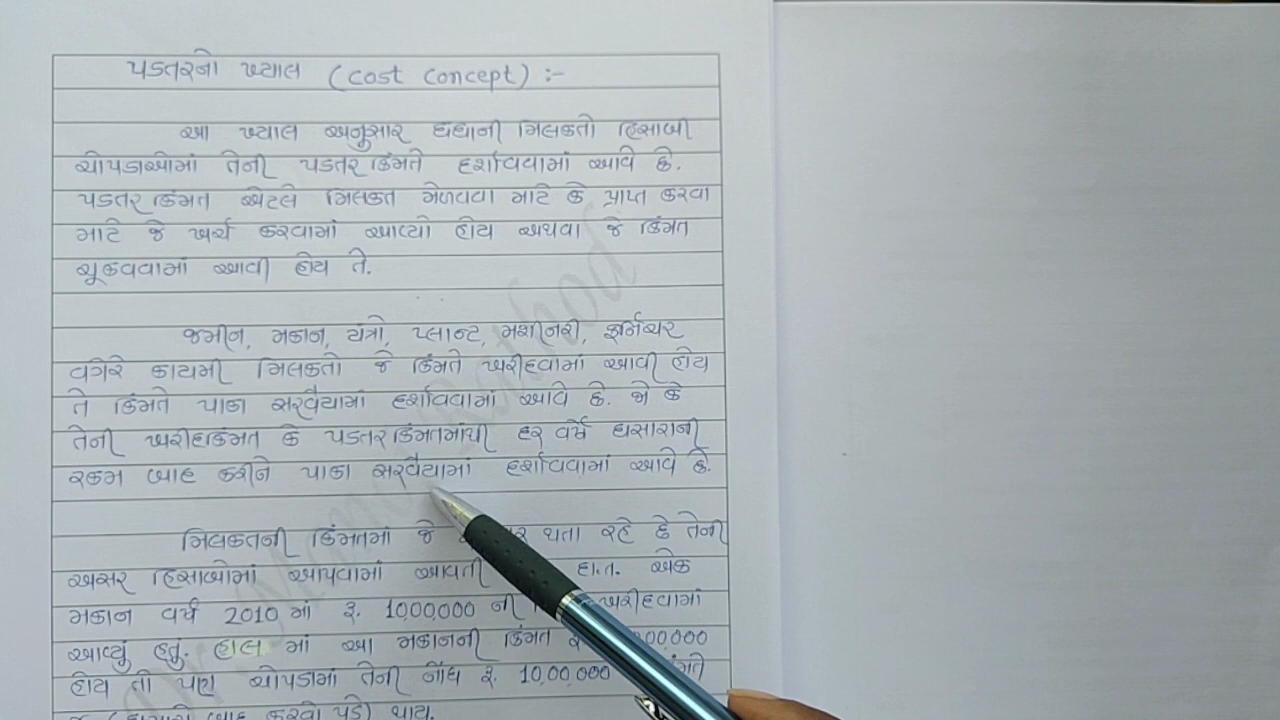 પડતરનો ખ્યાલ (Cost Concept) :-
આ ખ્યાલ અનુસાર ધંધાની મિલકતો હિસાબી
ચોપડાઓમાં તેની પડતર કિંમતે દર્શાવવામાં આવે છે.
પડતર કિંમત એટલે મિલકત મેળવવા માટે કે પ્રાપ્ત કરવા
માટે જે ખર્ચ કરવામાં આવ્યો હોય અથવા જે કિંમત
ચૂકવવામાં આવી હોય તે.
જમીન, મકાન, યંત્રો, પ્લાન્ટ, મશીનરી, ફર્નિચર
વગેરે કાયમી મિલકતો જે કિંમતે ખરીદવામાં આવી હોય
તે કિંમતે પાકા સરવૈયામાં દર્શાવવામાં આવે છે. જો કે
તેની ખરીદકિંમત કે પડતર કિંમતમાંથી દર વર્ષે ઘસારાની
રકમ બાદ કરીને પાકા સરવૈયામાં દર્શાવવામાં આવે છે.
મિલકતની કિંમતમાં જે થતા રહે છે તેની
અસર હિસાબોમાં આપવામાં આવતી દા.ત. એક
મકાન વર્ષ 2010 માં રૂ. 10,00,000 ની ખરીદવામાં
આવ્યું હતું. હાલ માં આ મકાનની કિંમત
હોય તો પણ ચોપડામાં તેની નોંધ રૂ. 10,00,000
જ (ઘસારો બાદ કરવો પડે) થાય.